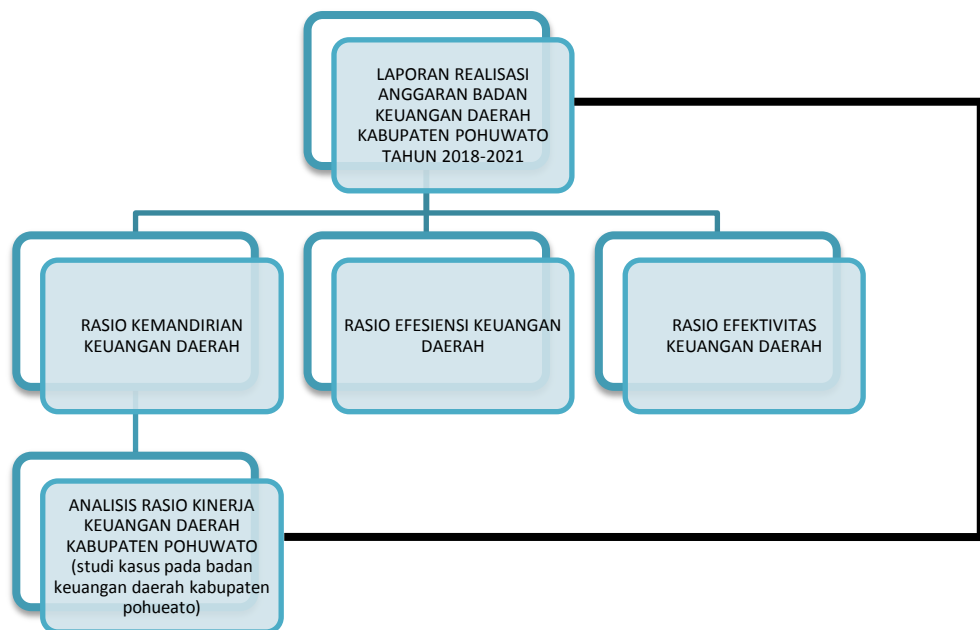 LAPORAN REALISASI
ANGGARAN BADAN
KEUANGAN DAERAH
KABUPATEN POHUWATO
TAHUN 2018-2021
RASIO KEMANDIRIAN
KEUANGAN DAERAH
RASIO EFESIENSI KEUANGAN
DAERAH
RASIO EFEKTIVITAS
KEUANGAN DAERAH
ANALISIS RASIO KINERJA
KEUANGAN DAERAH
KABUPATEN POHUWATO
(studi kasus pada badan
keuangan daerah kabupaten
pohueato)